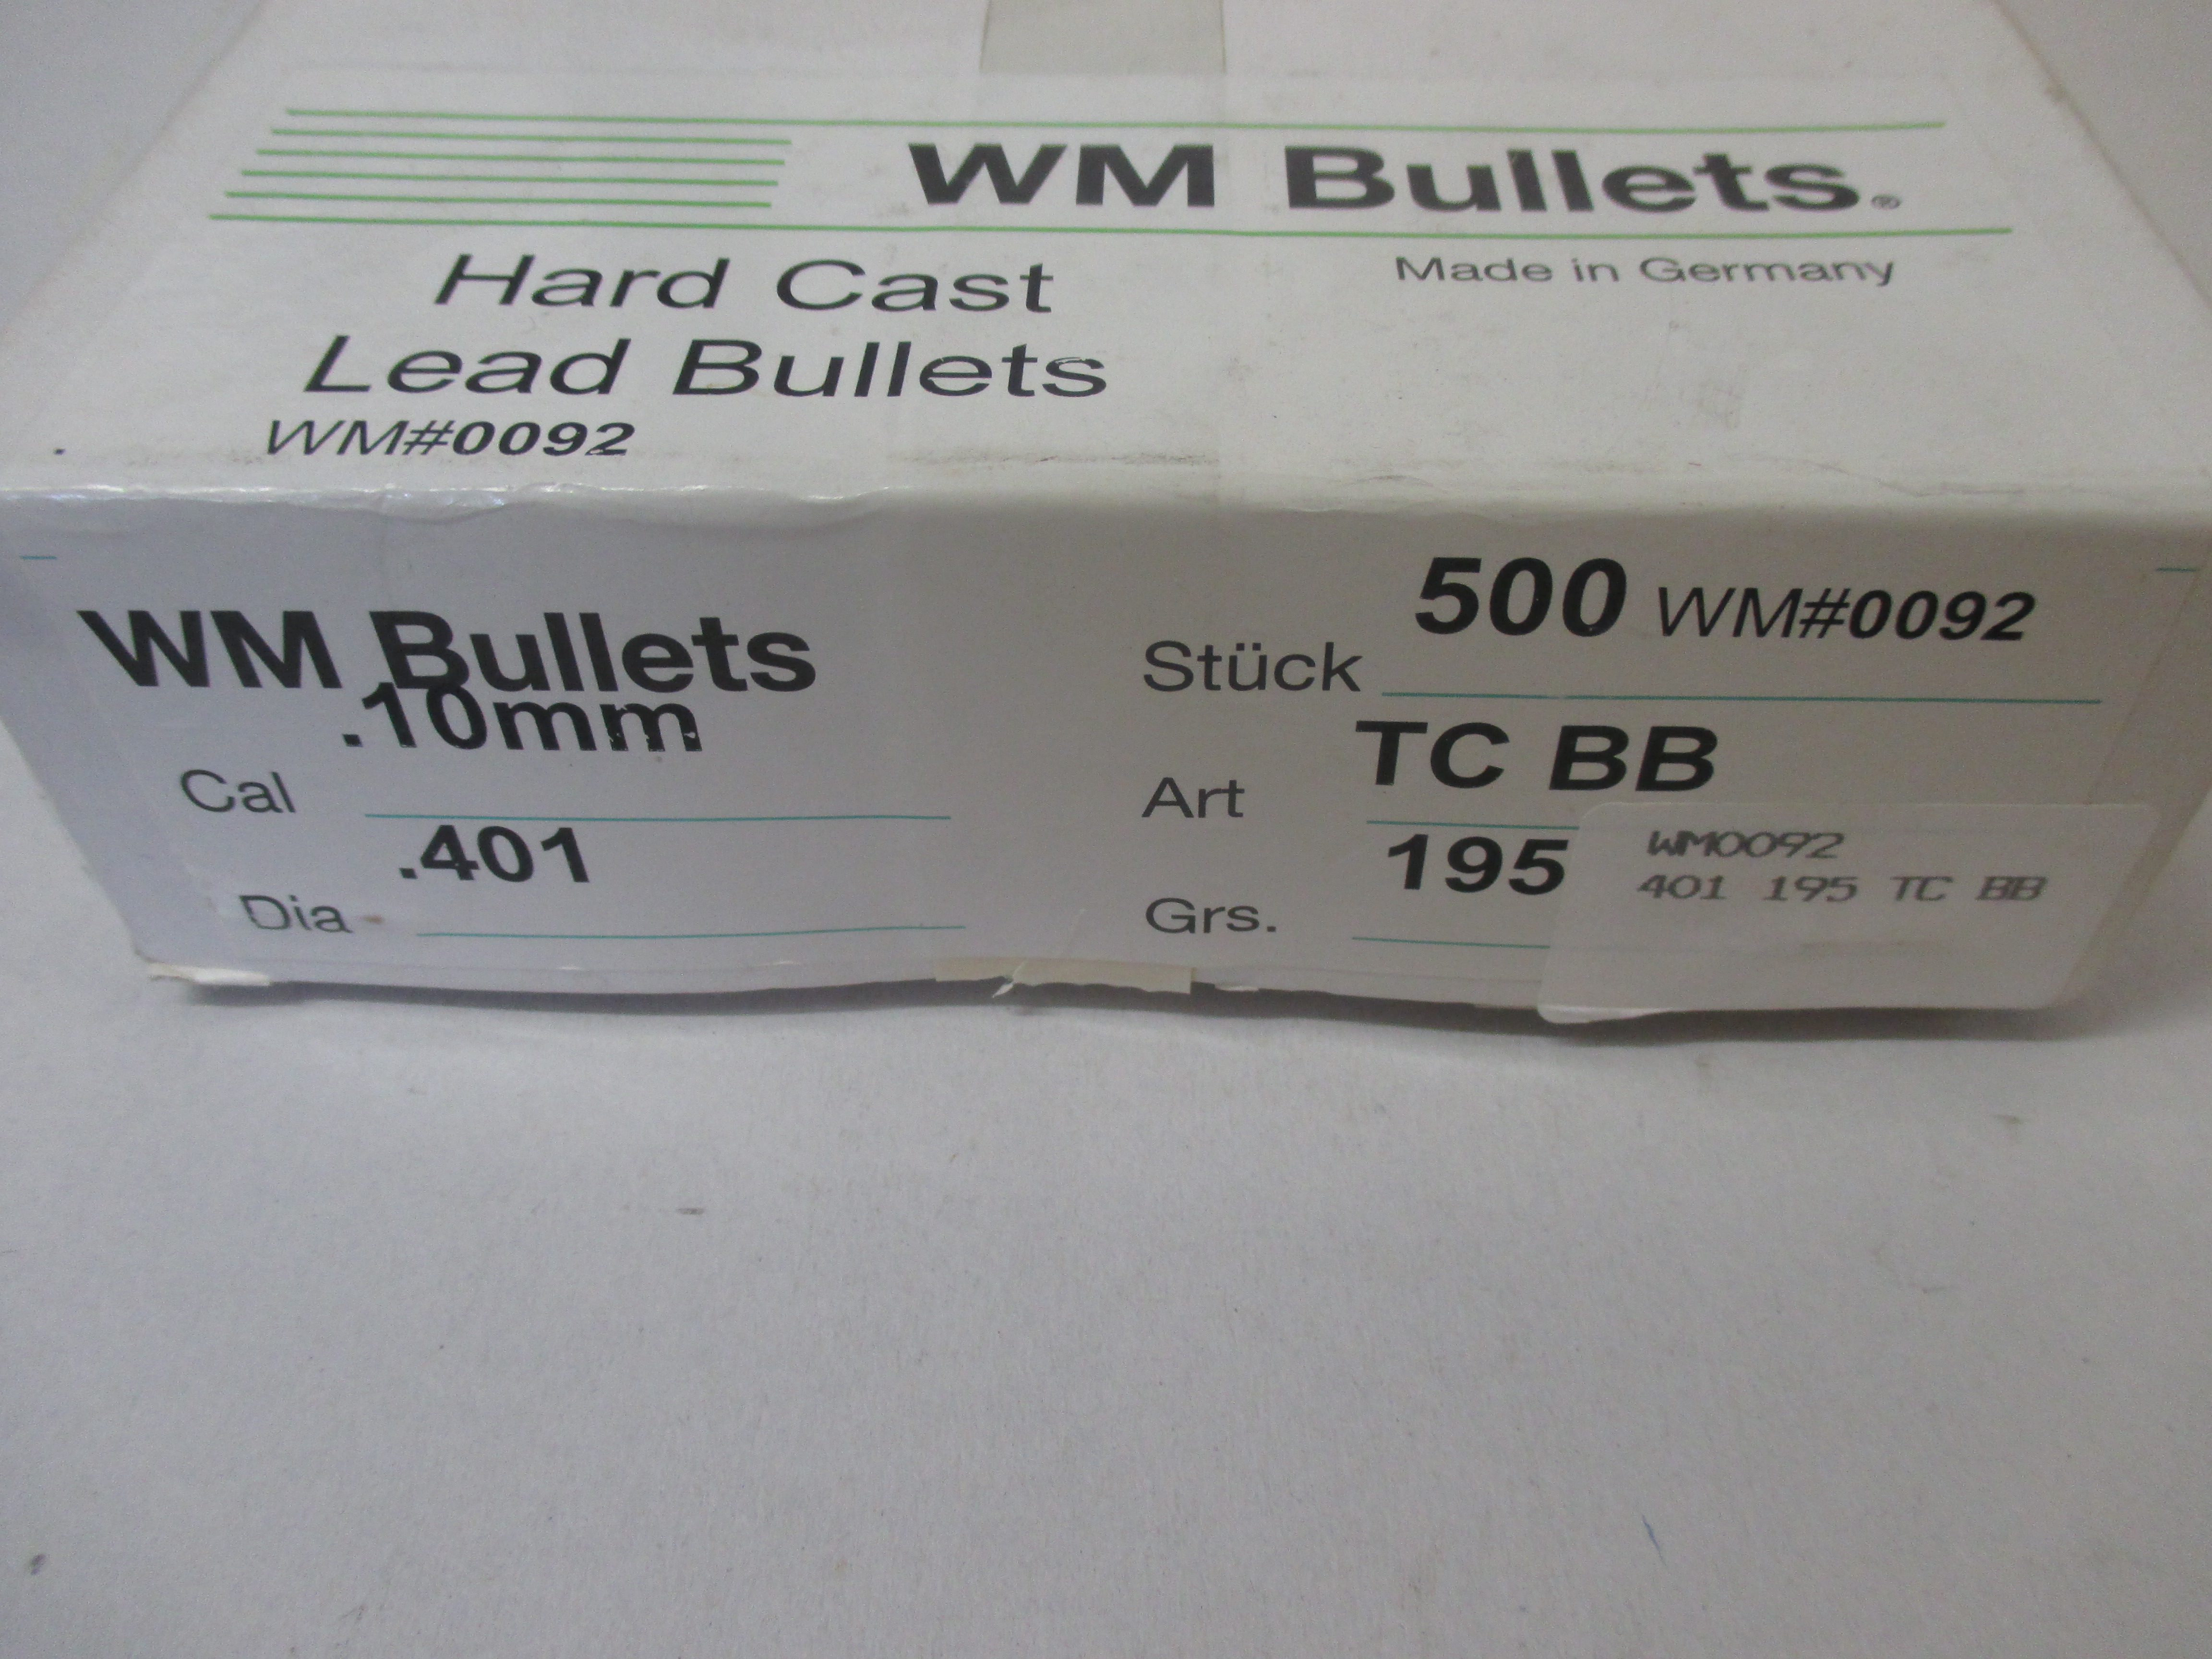 WM Bullets®
Made in Germany
Hard Cast
Lead Bullets
WM#0092
WM Bullets
Cal .10mm
Dia .401
Stück 500 WM#0092
Art TC BB
Grs. 195
WM0092
401 195 TC BB